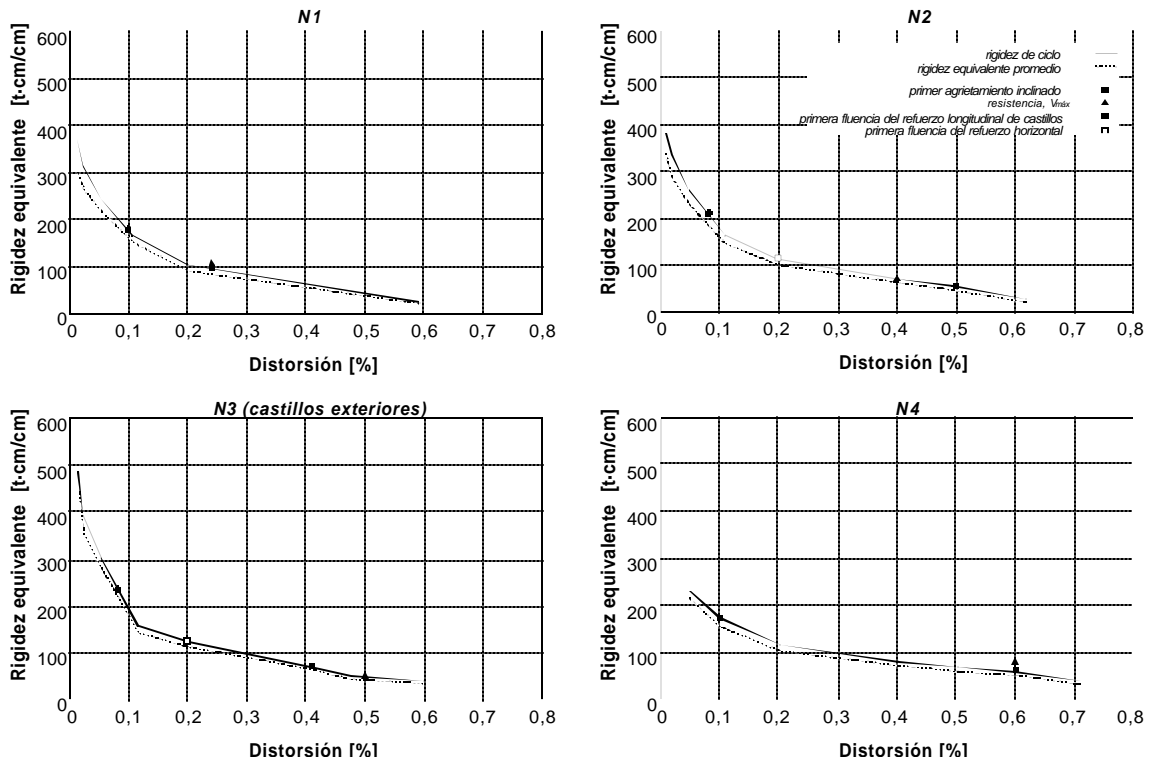 N1
600
500
400
300
200
100
0
0 0,1 0,2 0,3 0,4 0,5 0,6 0,7 0,8
Rigidez equivalente [t·cm/cm]
Distorsión [%]
N2
600
500
400
300
200
100
0
0 0,1 0,2 0,3 0,4 0,5 0,6 0,7 0,8
Rigidez equivalente [t·cm/cm]
Distorsión [%]
rigidez de ciclo
rigidez equivalente promedio
primer agrietamiento inclinado
resistencia, Vmáx
primera fluencia del refuerzo longitudinal de castillos
primera fluencia del refuerzo horizontal
N3 (castillos exteriores)
600
500
400
300
200
100
0
0 0,1 0,2 0,3 0,4 0,5 0,6 0,7 0,8
Rigidez equivalente [t·cm/cm]
Distorsión [%]
N4
600
500
400
300
200
100
0
0 0,1 0,2 0,3 0,4 0,5 0,6 0,7 0,8
Rigidez equivalente [t·cm/cm]
Distorsión [%]